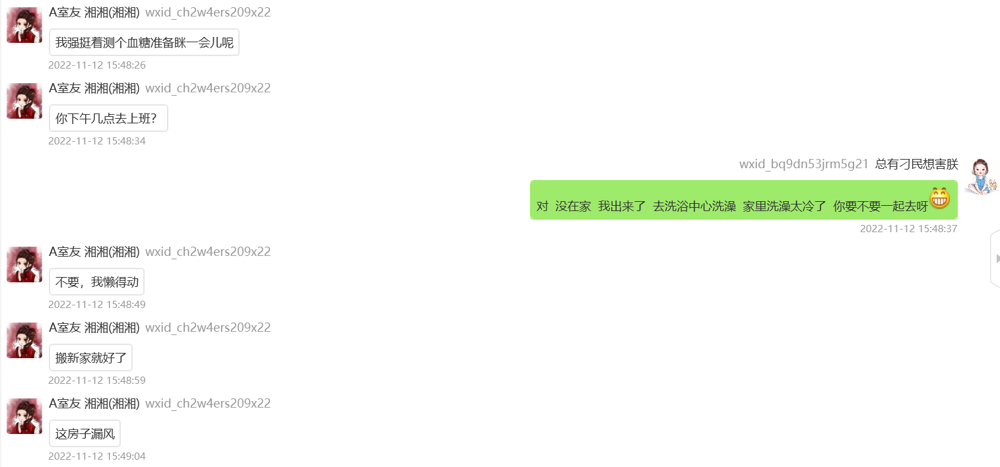 A室友 湘湘(湘湘) wxid_ch2w4ers209x22
我强挺着测个血糖准备眯一会儿呢
2022-11-12 15:48:26
A室友 湘湘(湘湘) wxid_ch2w4ers209x22
你下午几点去上班？
2022-11-12 15:48:34
wxid_bq9dn53jrm5g21 总有刁民想害朕
对 没在家 我出来了 去洗浴中心洗澡 家里洗澡太冷了 你要不要一起去呀😁
2022-11-12 15:48:37
A室友 湘湘(湘湘) wxid_ch2w4ers209x22
不要，我懒得动
2022-11-12 15:48:49
A室友 湘湘(湘湘) wxid_ch2w4ers209x22
搬新家就好了
2022-11-12 15:48:59
A室友 湘湘(湘湘) wxid_ch2w4ers209x22
这房子漏风
2022-11-12 15:49:04